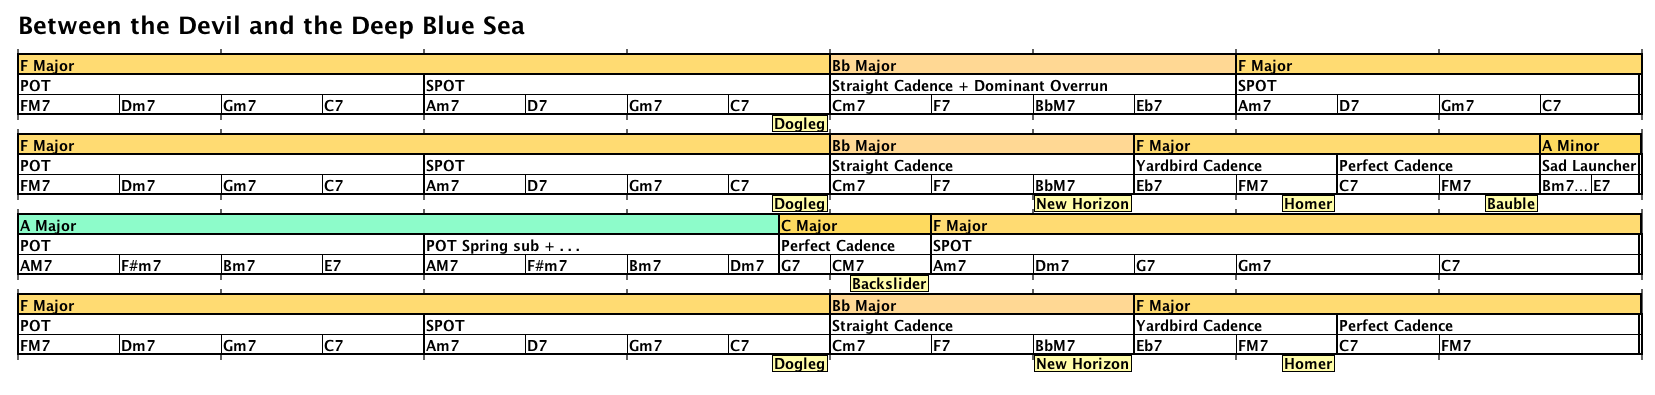 Between the Devil and the Deep Blue Sea
F Major Bb Major F Major
POT SPOT Straight Cadence + Dominant Overrun SPOT
FM7 Dm7 Gm7 C7 Am7 D7 Gm7 C7 Cm7 F7 BbM7 Eb7 Am7 D7 Gm7 C7
Dogleg
F Major Bb Major F Major A Minor
POT SPOT Straight Cadence Yardbird Cadence Perfect Cadence Sad Launcher
FM7 Dm7 Gm7 C7 Am7 D7 Gm7 C7 Cm7 F7 BbM7 Eb7 FM7 C7 FM7 Bm7... E7
Dogleg New Horizon Homer Bauble
A Major C Major F Major
POT POT Spring sub + . . . Perfect Cadence SPOT
AM7 F#m7 Bm7 E7 AM7 F#m7 Bm7 Dm7 G7 CM7 Am7 Dm7 G7 Gm7 C7
Backslider
F Major Bb Major F Major
POT SPOT Straight Cadence Yardbird Cadence Perfect Cadence
FM7 Dm7 Gm7 C7 Am7 D7 Gm7 C7 Cm7 F7 BbM7 Eb7 FM7 C7 FM7
Dogleg New Horizon Homer